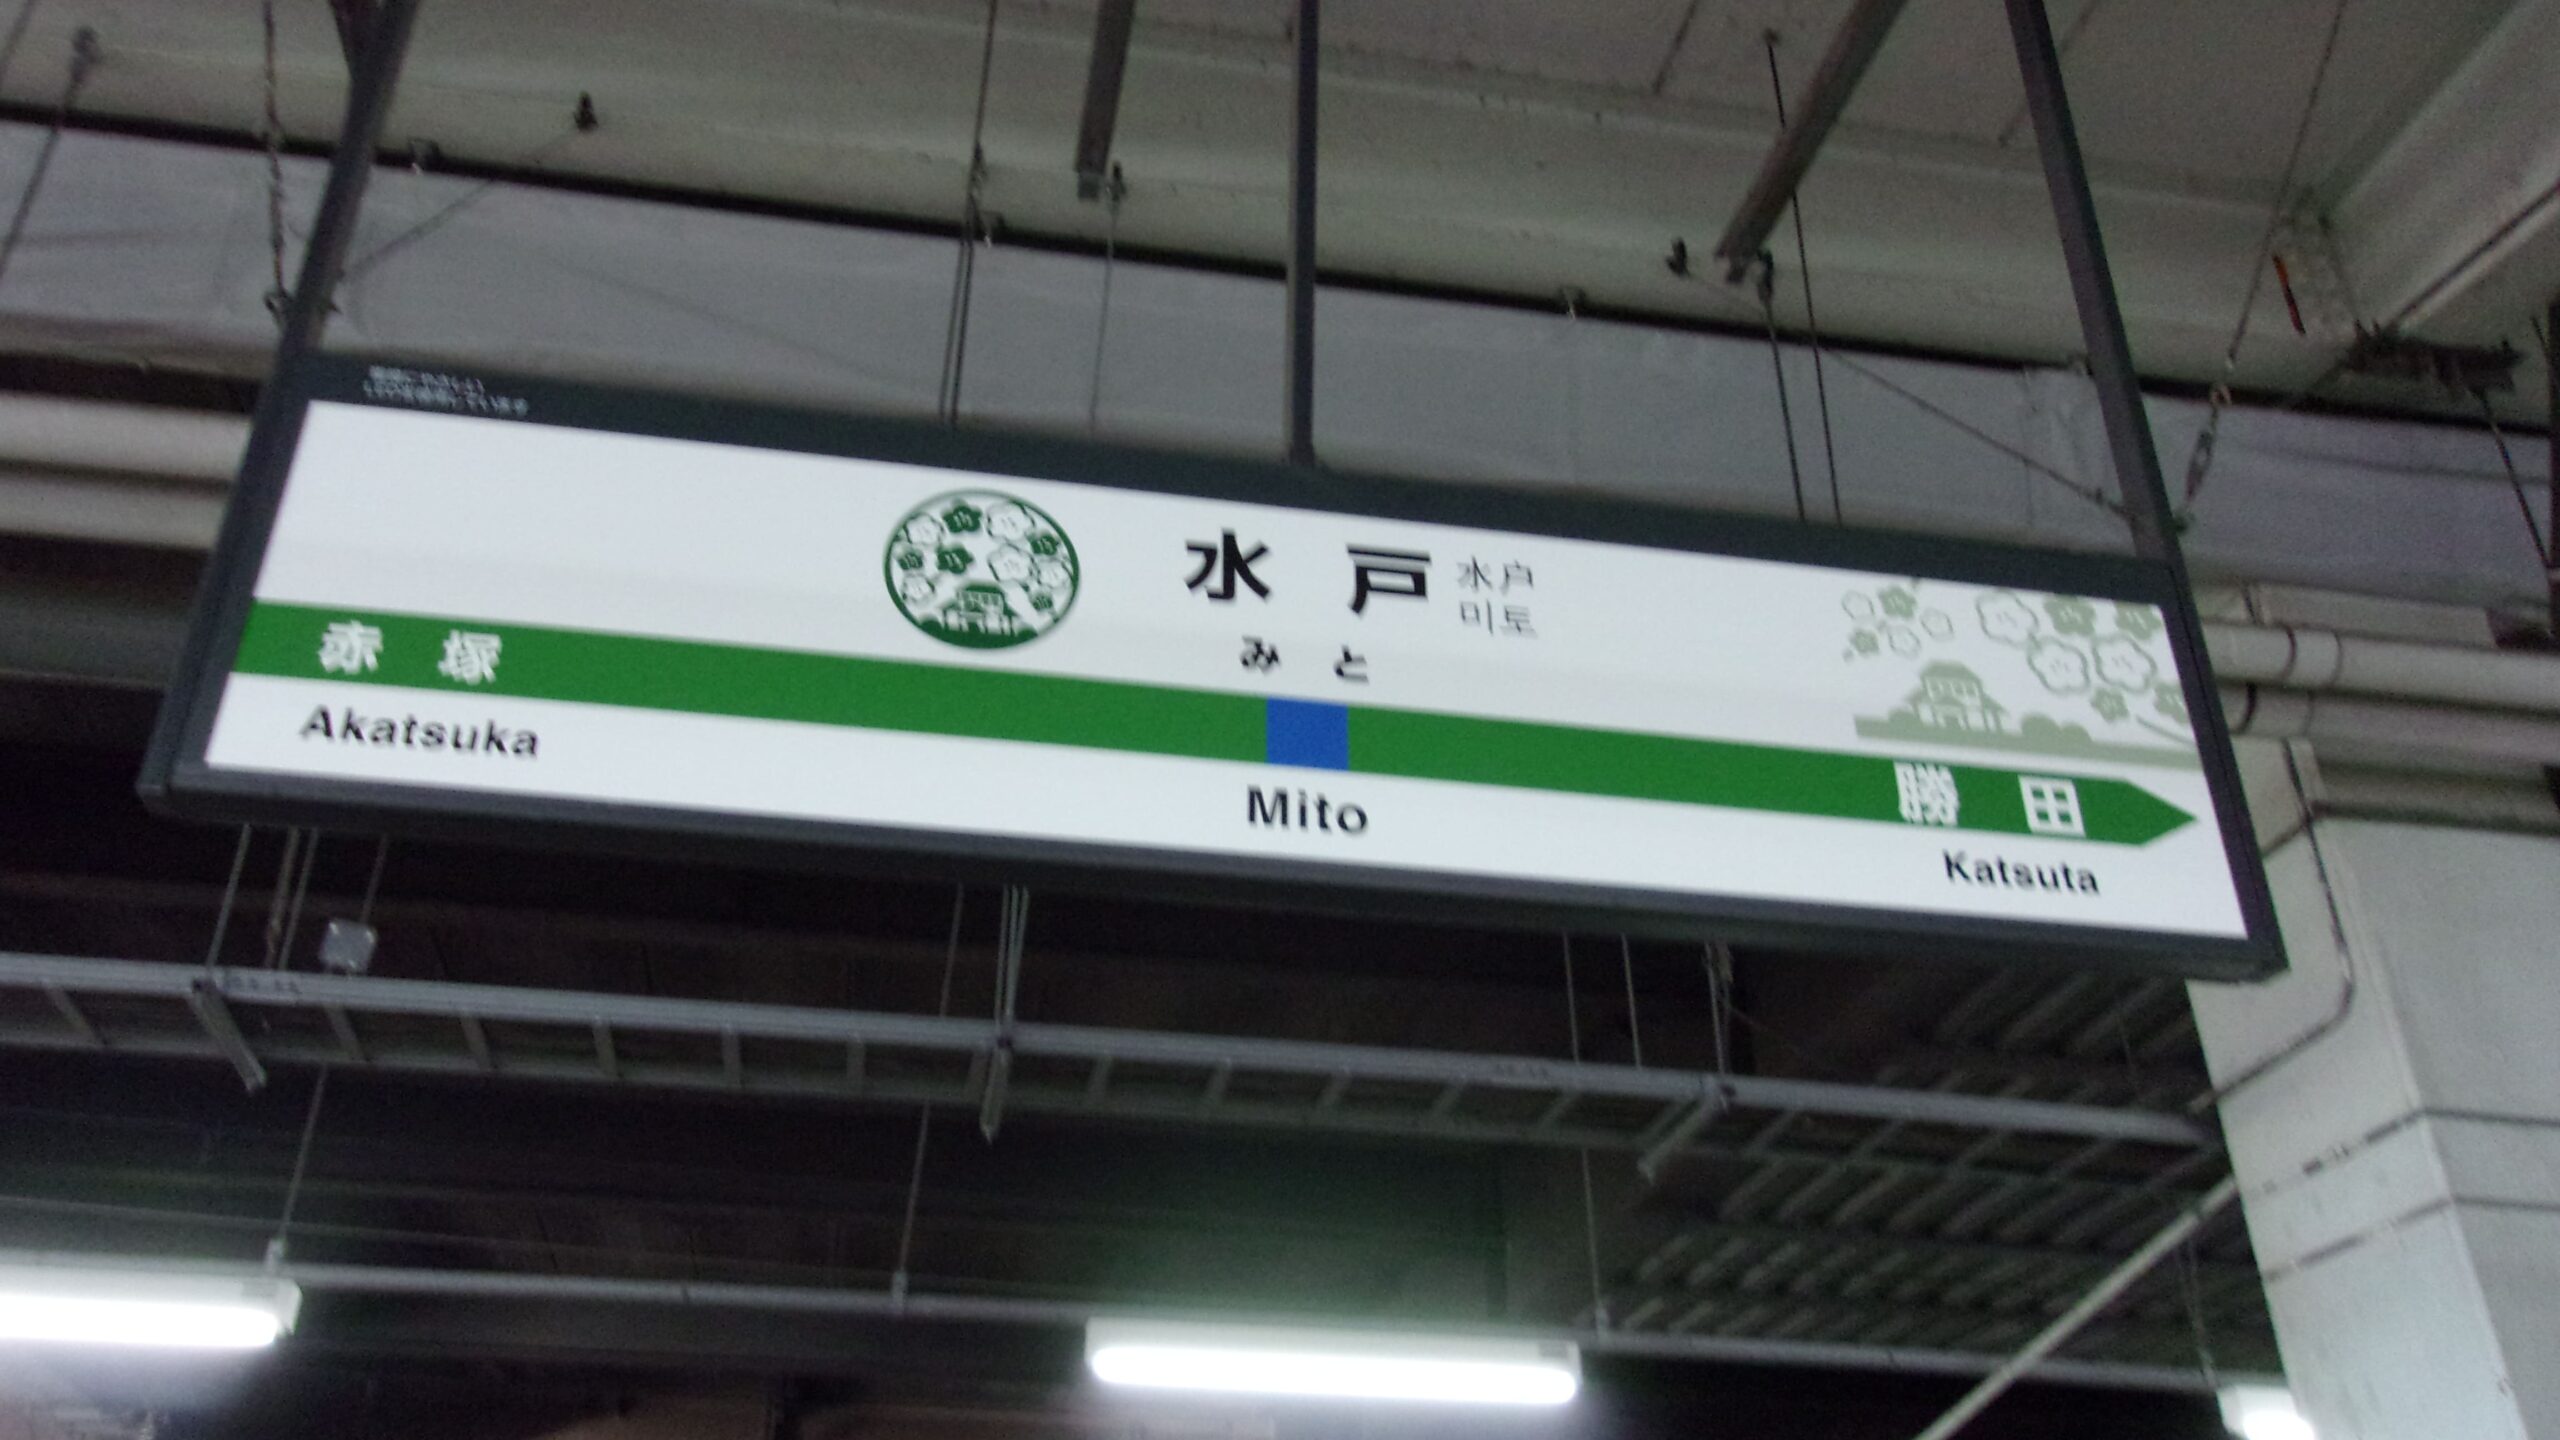 水戸
水户
미토
みと
赤塚
Akatsuka
Mito
勝田
Katsuta